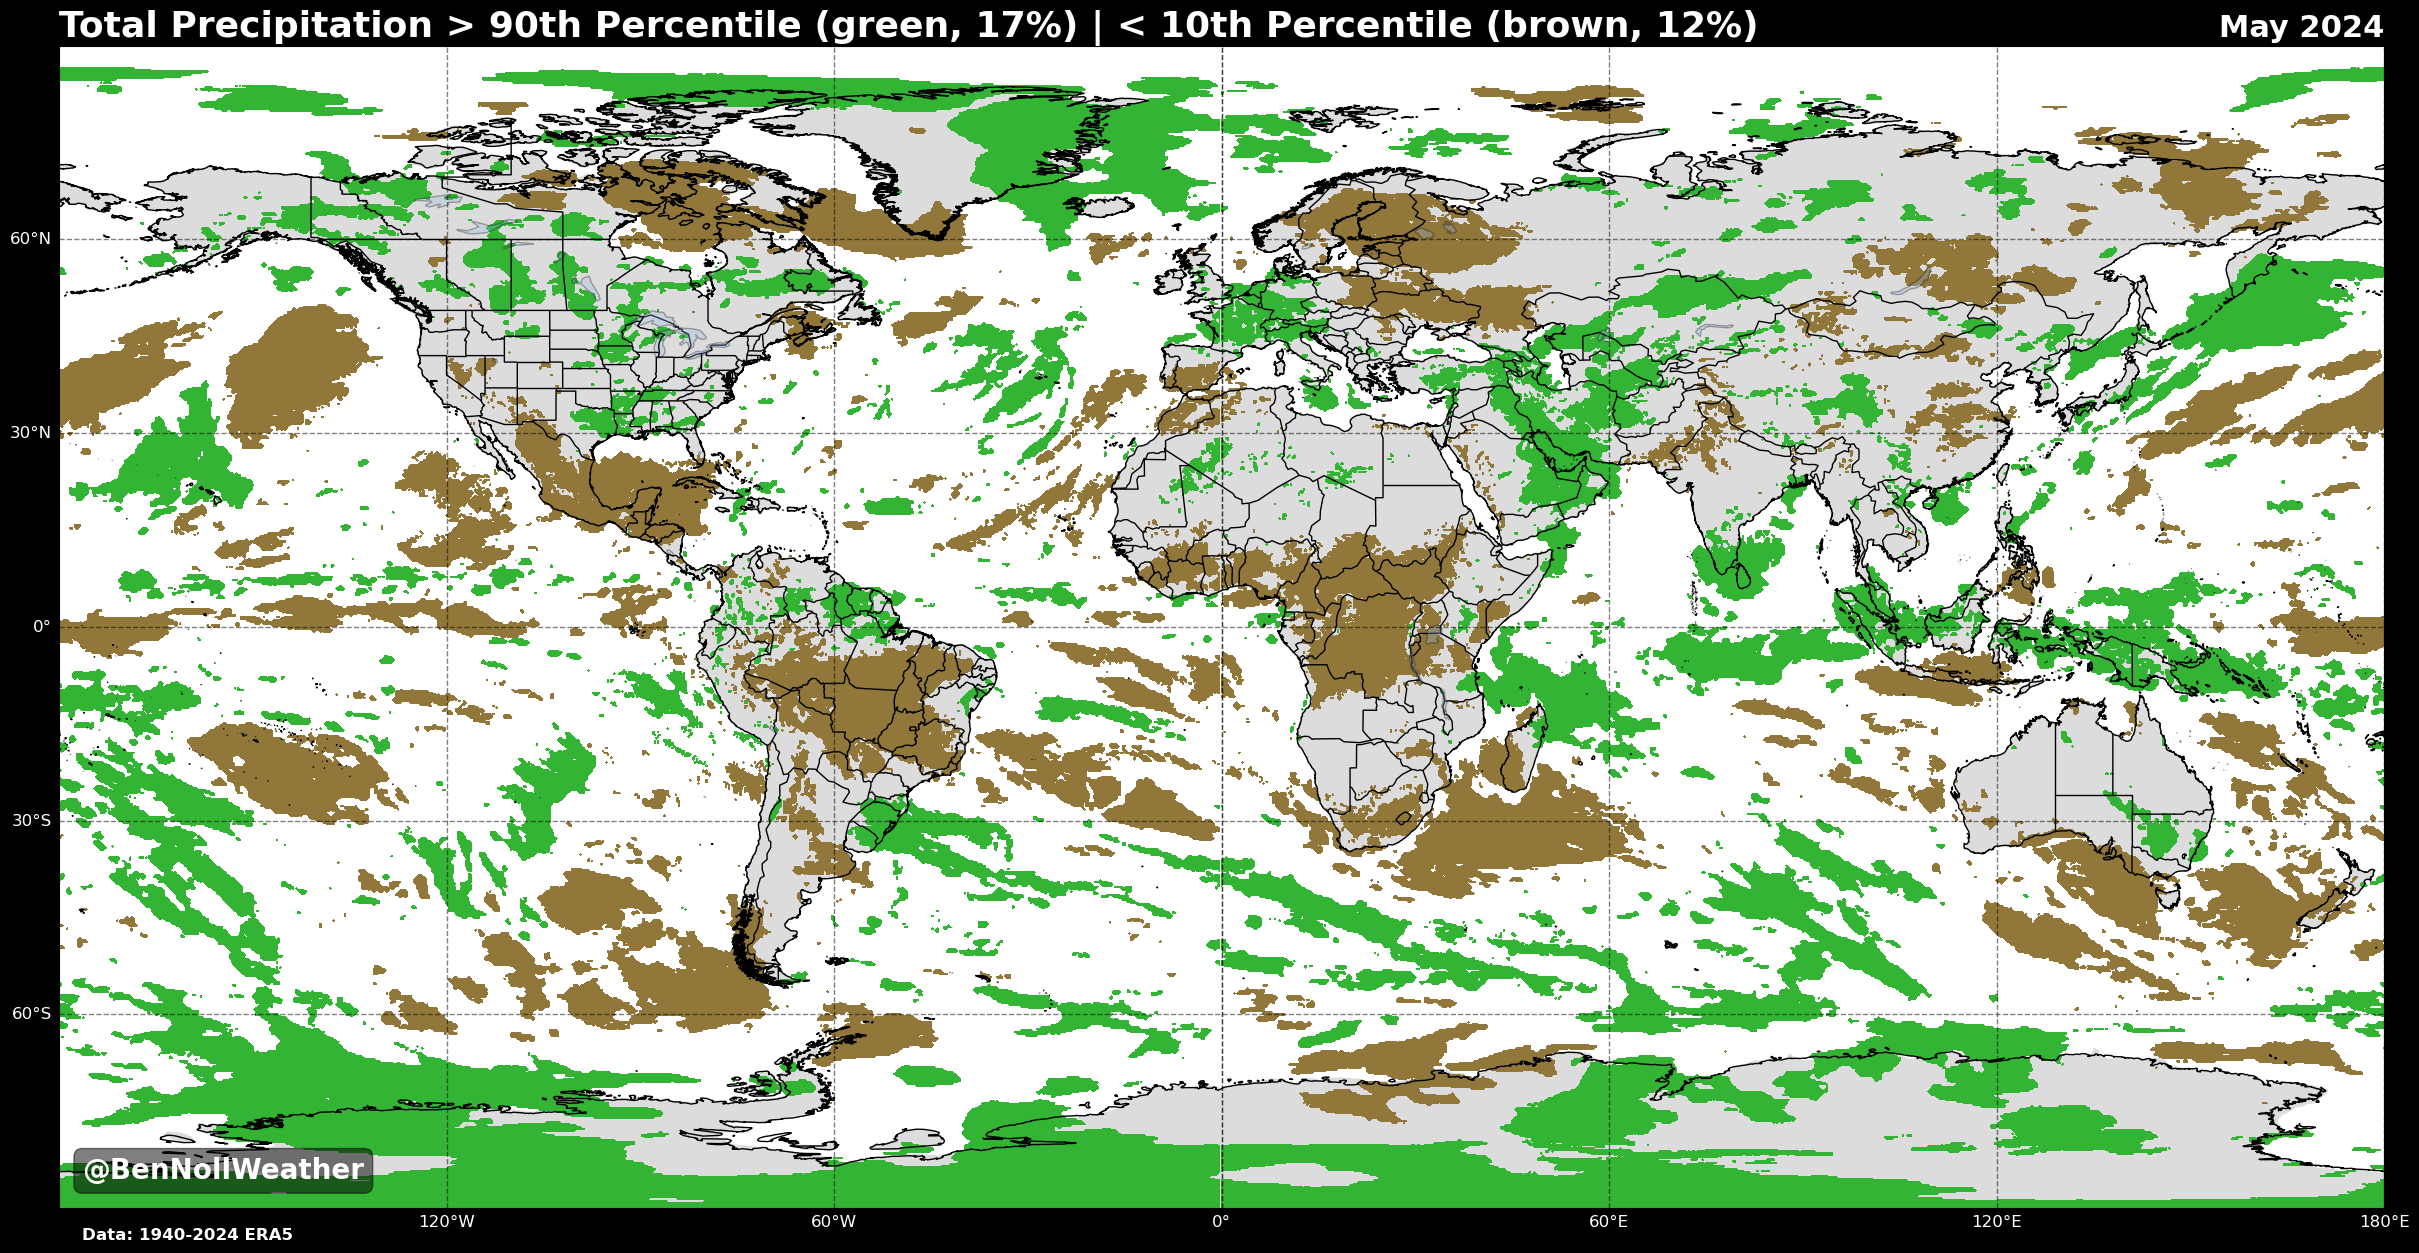 Total Precipitation > 90th Percentile (green, 17%) | < 10th Percentile (brown, 12%)
May 2024
60°N
30°N
0°
30°S
60°S
@BenNollWeather
120°W
60°W
0°
60°E
120°E
180°E
Data: 1940-2024 ERA5